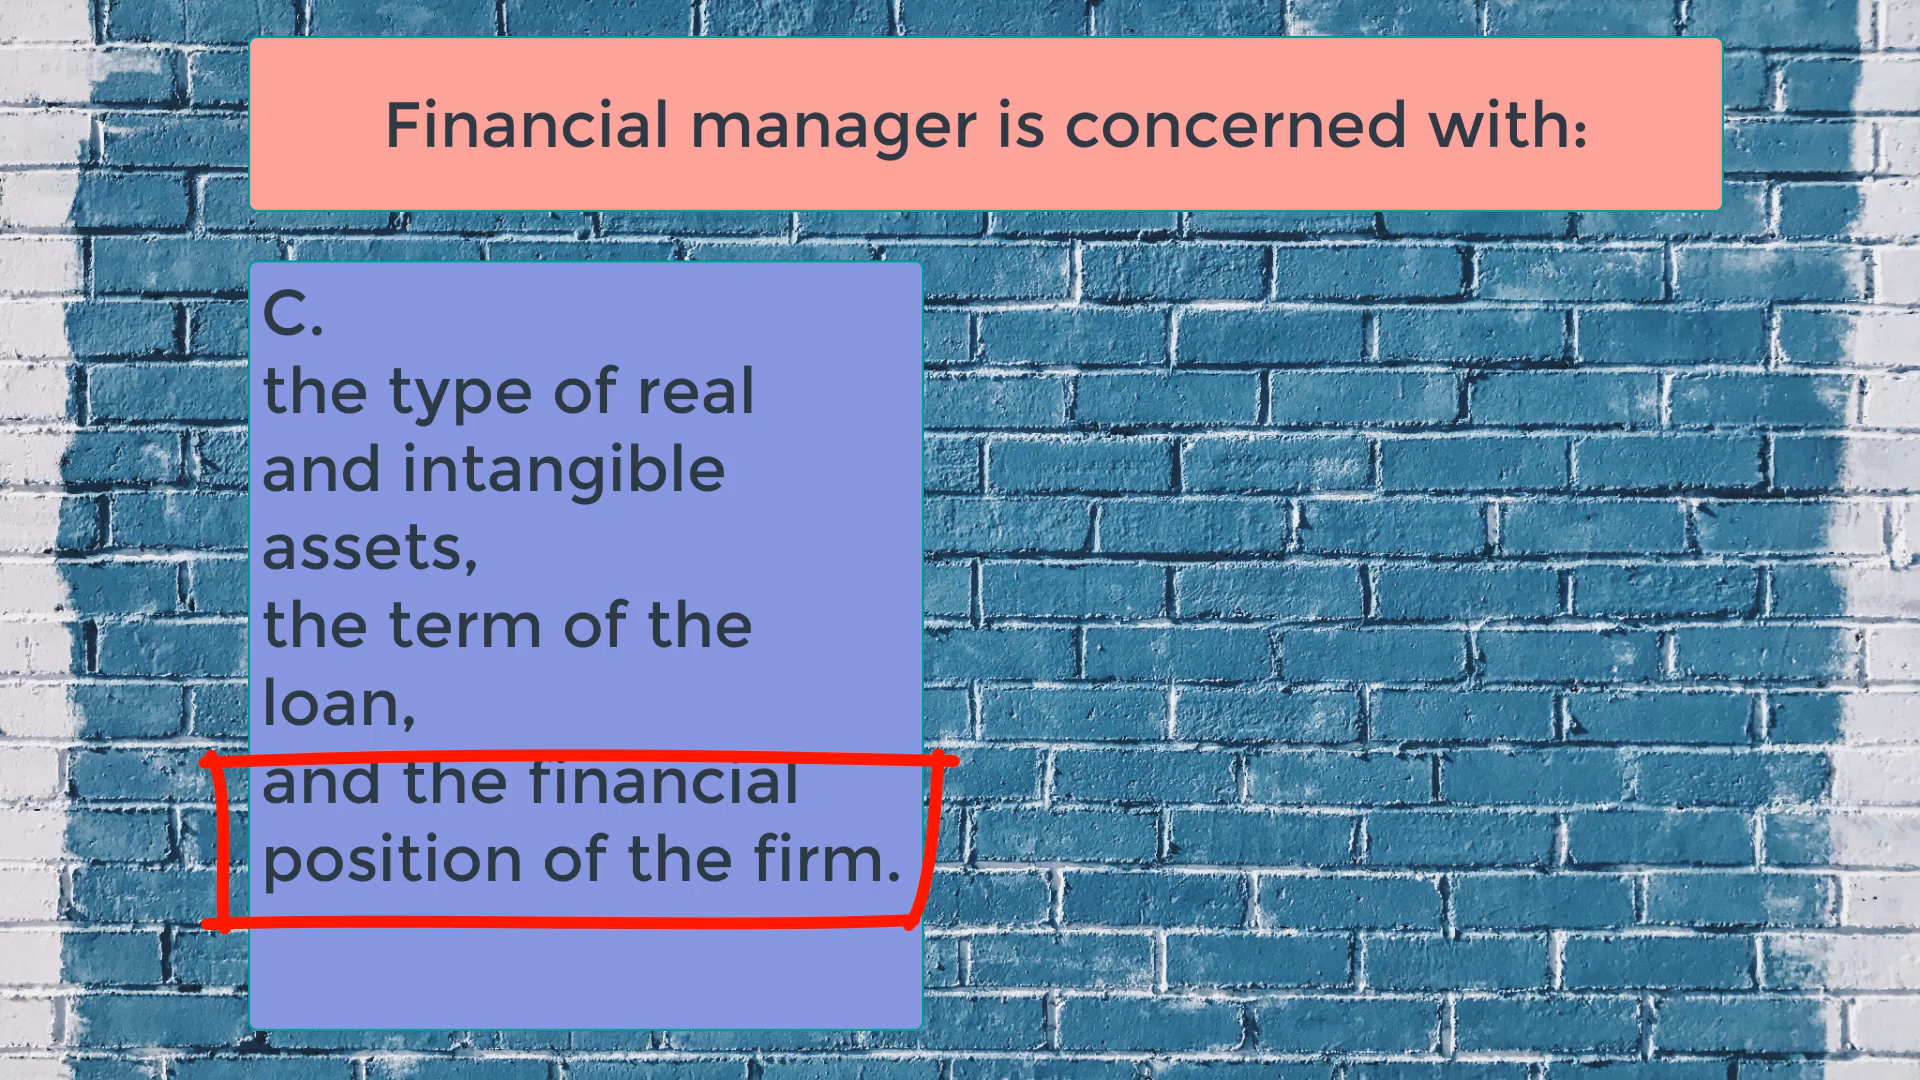 Financial manager is concerned with:
C.
the type of real
and intangible
assets,
the term of the
loan,
and the financial
position of the firm.